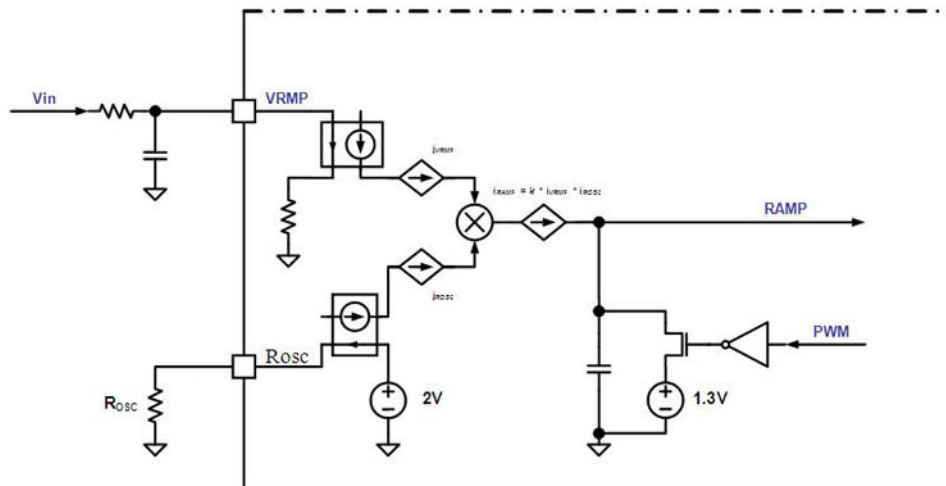 Vin
VRMP
iVRMP
iRAMP = k * iVRMP * iROSC
RAMP
iROSC
PWM
Rosc
ROSC
2V
1.3V